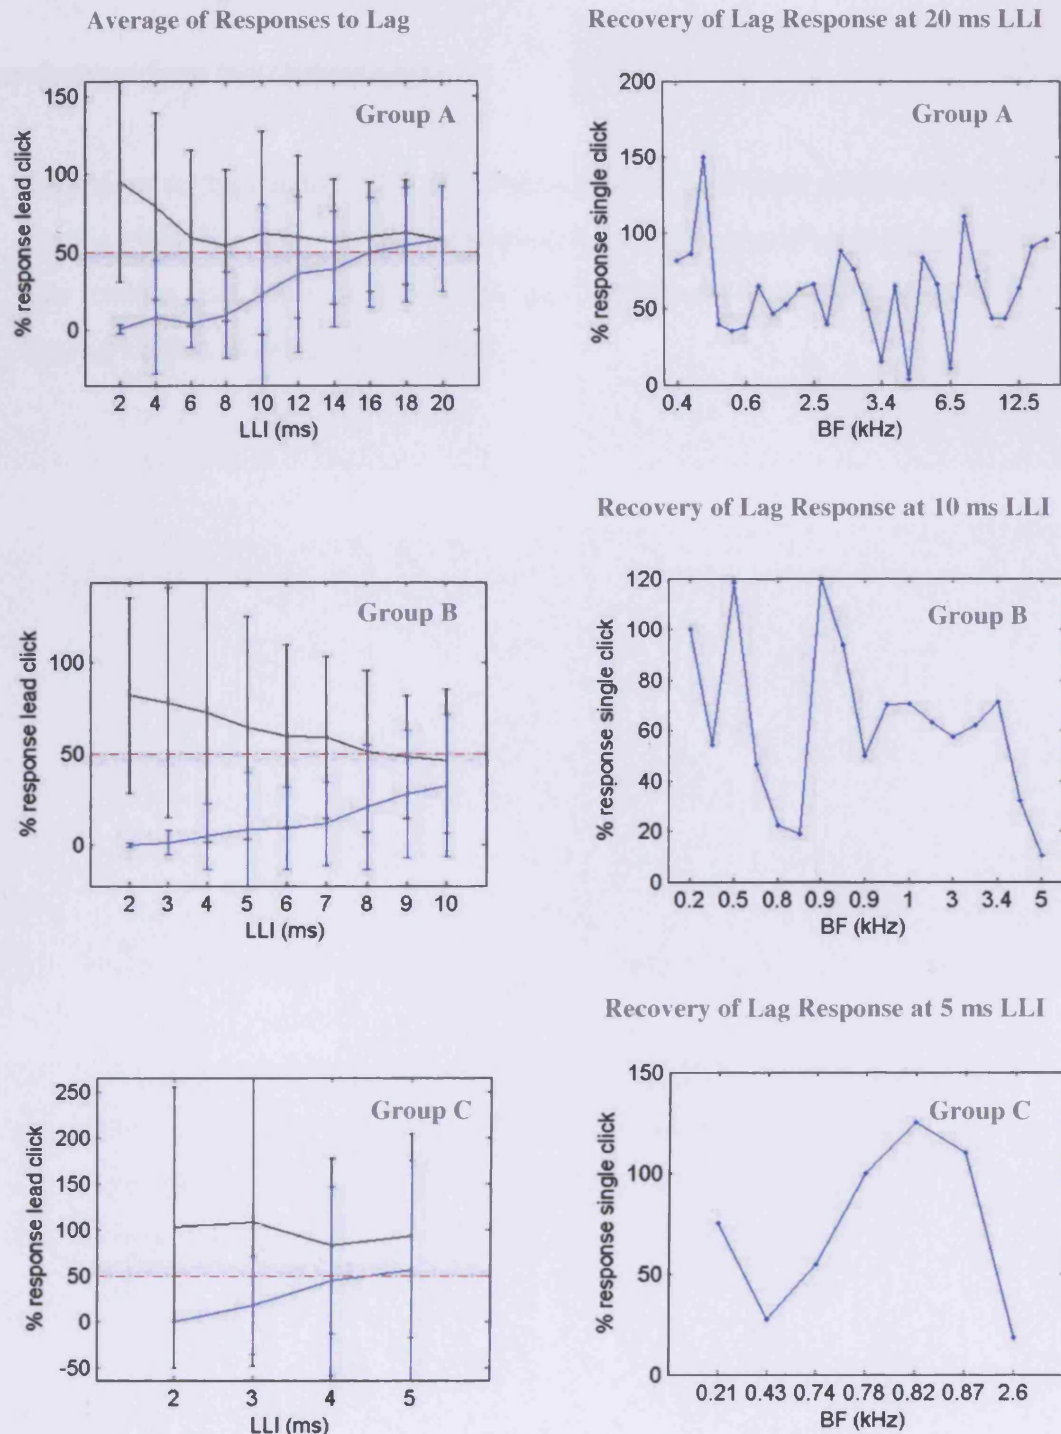 Average of Responses to Lag
Recovery of Lag Response at 20 ms LLI
Group A
% response lead click
150
100
50
0
2 4 6 8 10 12 14 16 18 20
LLI (ms)
Group A
% response single click
200
150
100
50
0
0.4 0.6 2.5 3.4 6.5 12.5
BF (kHz)
Recovery of Lag Response at 10 ms LLI
Group B
% response lead click
100
50
0
2 3 4 5 6 7 8 9 10
LLI (ms)
Group B
% response single click
120
100
80
60
40
20
0
0.2 0.5 0.8 0.9 0.9 1 3 3.4 5
BF (kHz)
Recovery of Lag Response at 5 ms LLI
Group C
% response lead click
250
200
150
100
50
0
-50
2 3 4 5
LLI (ms)
Group C
% response single click
150
100
50
0
0.21 0.43 0.74 0.78 0.82 0.87 2.6
BF (kHz)